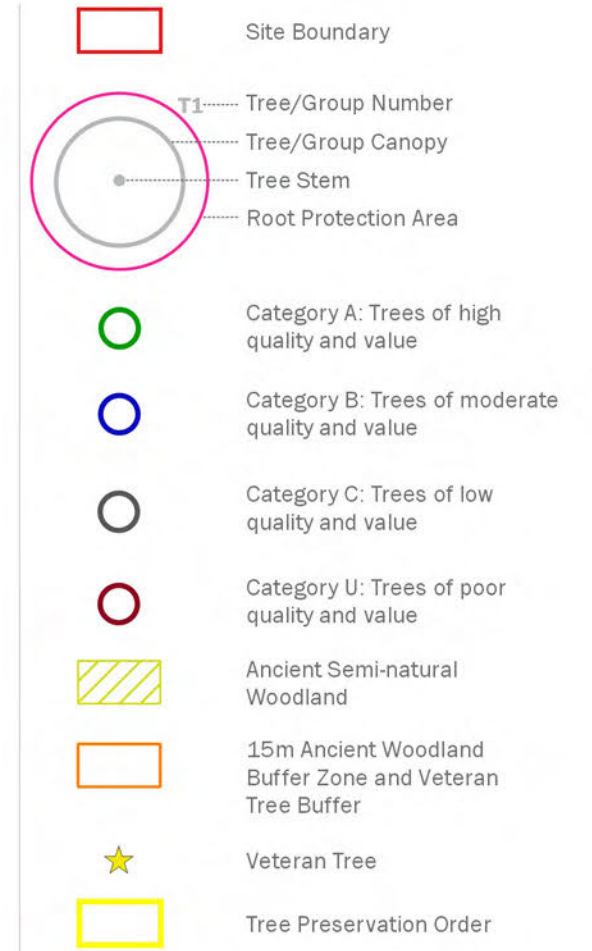 Site Boundary
T1
Tree/Group Number
Tree/Group Canopy
Tree Stem
Root Protection Area
Category A: Trees of high
quality and value
Category B: Trees of moderate
quality and value
Category C: Trees of low
quality and value
Category U: Trees of poor
quality and value
Ancient Semi-natural
Woodland
15m Ancient Woodland
Buffer Zone and Veteran
Tree Buffer
Veteran Tree
Tree Preservation Order